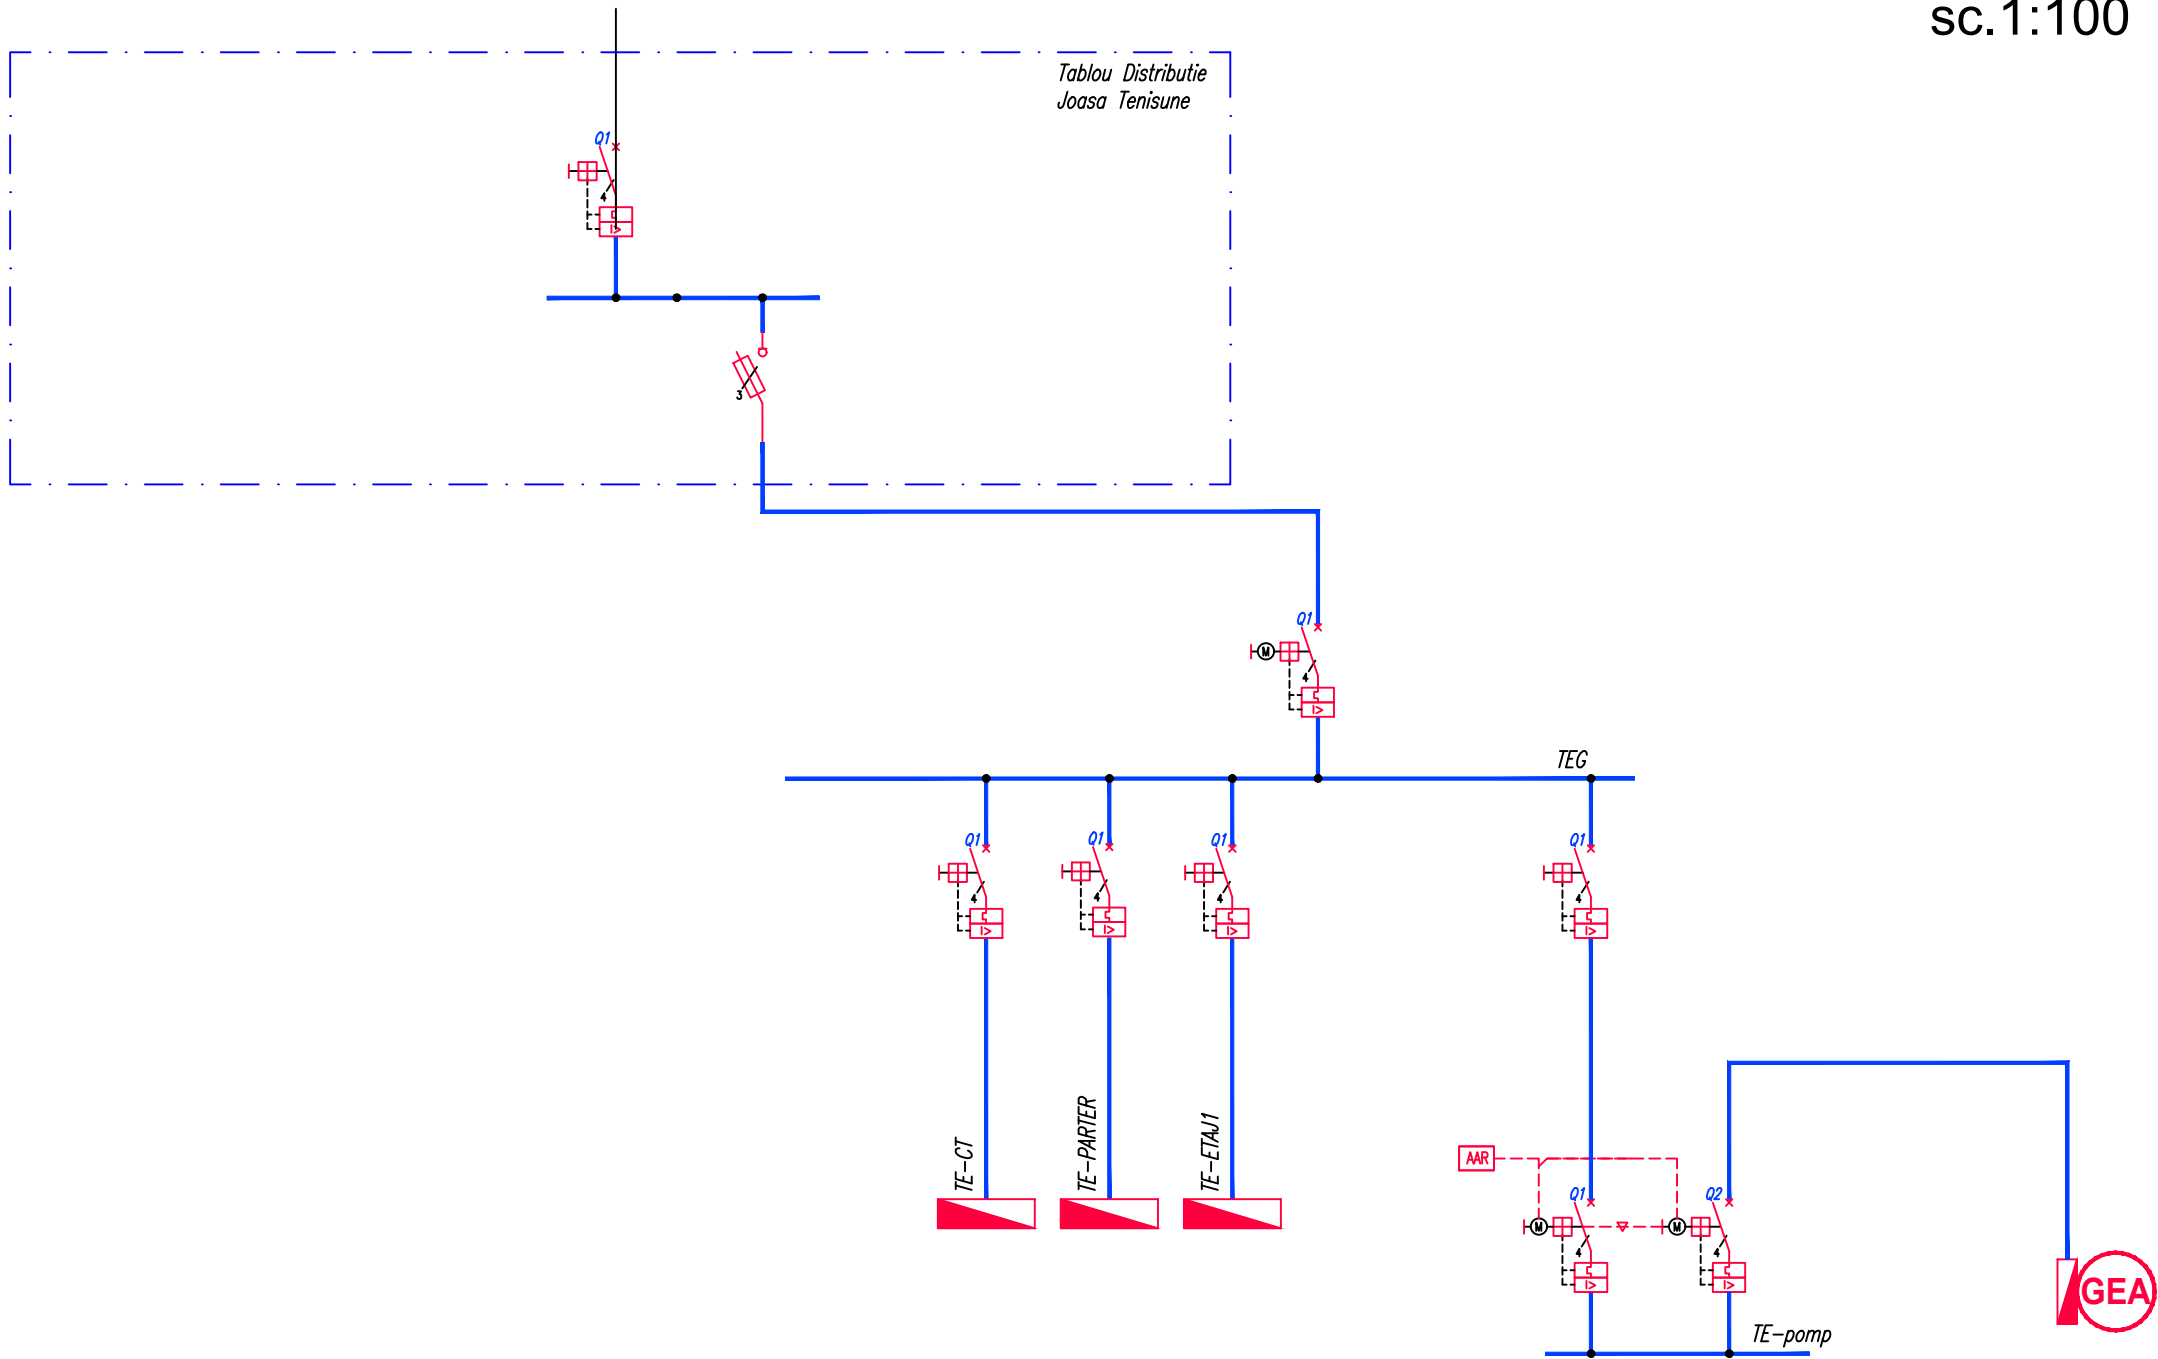 sc.1:100
Tablou Distributie
Joasa Tenisune
Q1
4
I>
3
Q1
M
4
I>
TEG
Q1
Q1
Q1
Q1
4
4
4
4
I>
I>
I>
I>
TE-CT
TE-PARTER
TE-ETAJ1
AAR
Q1
Q2
M
M
4
4
I>
I>
GEA
TE-pomp